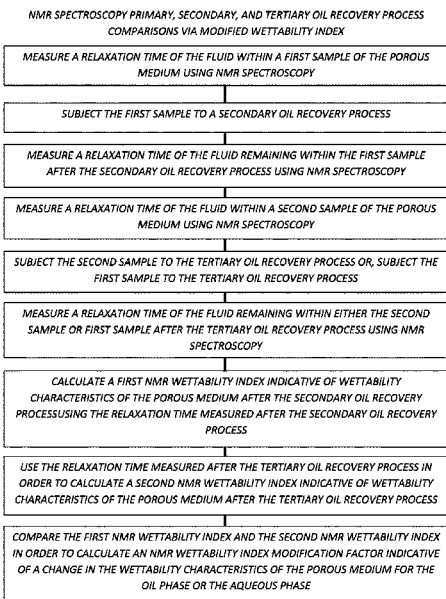 NMR SPECTROSCOPY PRIMARY, SECONDARY, AND TERTIARY OIL RECOVERY PROCESS
COMPARISONS VIA MODIFIED WETTABILITY INDEX
MEASURE A RELAXATION TIME OF THE FLUID WITHIN A FIRST SAMPLE OF THE POROUS
MEDIUM USING NMR SPECTROSCOPY
SUBJECT THE FIRST SAMPLE TO A SECONDARY OIL RECOVERY PROCESS
MEASURE A RELAXATION TIME OF THE FLUID REMAINING WITHIN THE FIRST SAMPLE
AFTER THE SECONDARY OIL RECOVERY PROCESS USING NMR SPECTROSCOPY
MEASURE A RELAXATION TIME OF THE FLUID WITHIN A SECOND SAMPLE OF THE POROUS
MEDIUM USING NMR SPECTROSCOPY
SUBJECT THE SECOND SAMPLE TO THE TERTIARY OIL RECOVERY PROCESS OR, SUBJECT
THE FIRST SAMPLE TO THE TERTIARY OIL RECOVERY PROCESS
MEASURE A RELAXATION TIME OF THE FLUID REMAINING WITHIN EITHER THE SECOND
SAMPLE OR FIRST SAMPLE AFTER THE TERTIARY OIL RECOVERY PROCESS USING NMR
SPECTROSCOPY
CALCULATE A FIRST NMR WETTABILITY INDEX INDICATIVE OF WETTABILITY
CHARACTERISTICS OF THE POROUS MEDIUM AFTER THE SECONDARY OIL RECOVERY
PROCESSUSING THE RELAXATION TIME MEASURED AFTER THE SECONDARY OIL RECOVERY
PROCESS
USE THE RELAXATION TIME MEASURED AFTER THE TERTIARY OIL RECOVERY PROCESS IN
ORDER TO CALCULATE A SECOND NMR WETTABILITY INDEX INDICATIVE OF WETTABILITY
CHARACTERISTICS OF THE POROUS MEDIUM AFTER THE TERTIARY OIL RECOVERY PROCESS
COMPARE THE FIRST NMR WETTABILITY INDEX AND THE SECOND NMR WETTABILITY INDEX
IN ORDER TO CALCULATE AN NMR WETTABILITY INDEX MODIFICATION FACTOR INDICATIVE
OF A CHANGE IN THE WETTABILITY CHARACTERISTICS OF THE POROUS MEDIUM FOR THE
OIL PHASE OR THE AQUEOUS PHASE